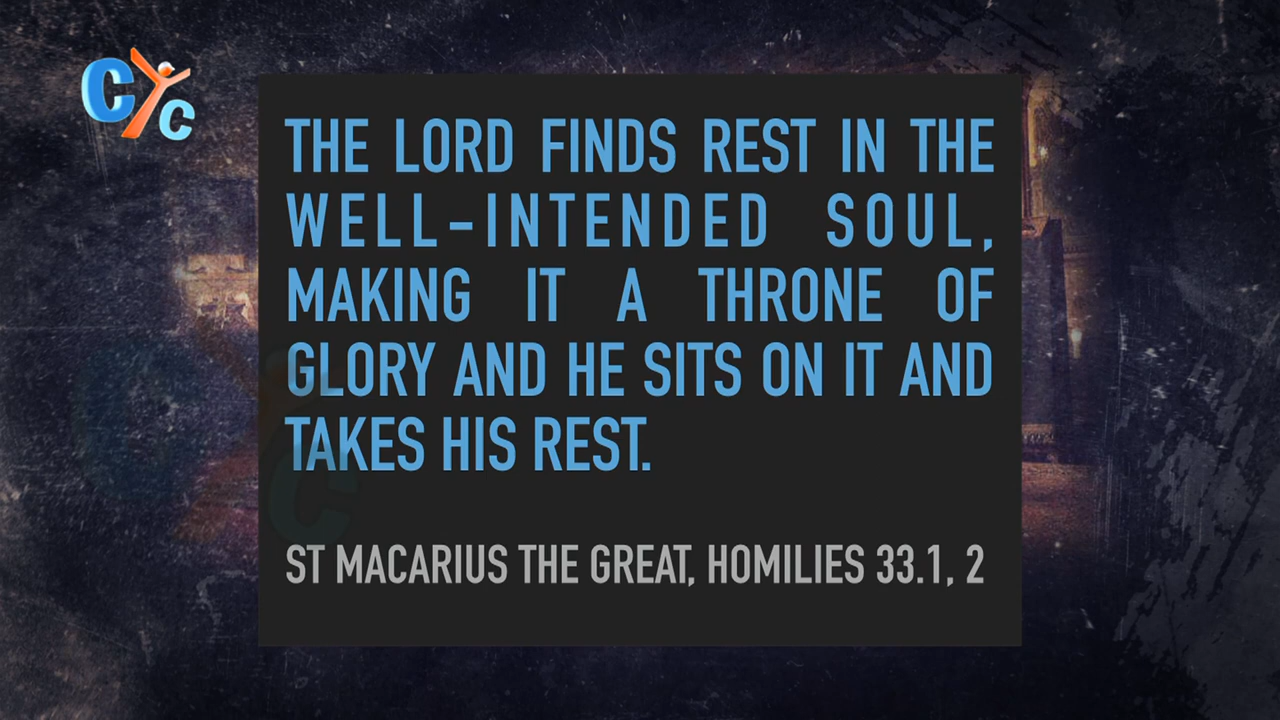 CYC
THE LORD FINDS REST IN THE
WELL-INTENDED SOUL,
MAKING IT A THRONE OF
GLORY AND HE SITS ON IT AND
TAKES HIS REST.
ST MACARIUS THE GREAT, HOMILIES 33.1, 2